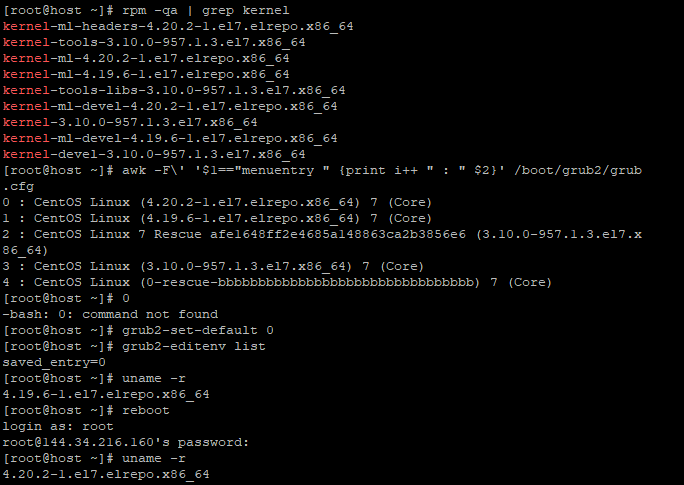 [root@host ~]# rpm -qa | grep kernel
kernel-ml-headers-4.20.2-1.el7.elrepo.x86_64
kernel-tools-3.10.0-957.1.3.el7.x86_64
kernel-ml-4.20.2-1.el7.elrepo.x86_64
kernel-ml-4.19.6-1.el7.elrepo.x86_64
kernel-tools-libs-3.10.0-957.1.3.el7.x86_64
kernel-ml-devel-4.20.2-1.el7.elrepo.x86_64
kernel-3.10.0-957.1.3.el7.x86_64
kernel-ml-devel-4.19.6-1.el7.elrepo.x86_64
kernel-devel-3.10.0-957.1.3.el7.x86_64
[root@host ~]# awk -F\' '$1=="menuentry " {print i++ " : " $2}' /boot/grub2/grub
.cfg
0 : CentOS Linux (4.20.2-1.el7.elrepo.x86_64) 7 (Core)
1 : CentOS Linux (4.19.6-1.el7.elrepo.x86_64) 7 (Core)
2 : CentOS Linux 7 Rescue afe1648ff2e4685a148863ca2b3856e6 (3.10.0-957.1.3.el7.x
86_64)
3 : CentOS Linux (3.10.0-957.1.3.el7.x86_64) 7 (Core)
4 : CentOS Linux (0-rescue-bbbbbbbbbbbbbbbbbbbbbbbbbbbbbbbb) 7 (Core)
[root@host ~]# 0
-bash: 0: command not found
[root@host ~]# grub2-set-default 0
[root@host ~]# grub2-editenv list
saved_entry=0
[root@host ~]# uname -r
4.19.6-1.el7.elrepo.x86_64
[root@host ~]# reboot
login as: root
root@144.34.216.160's password:
[root@host ~]# uname -r
4.20.2-1.el7.elrepo.x86_64